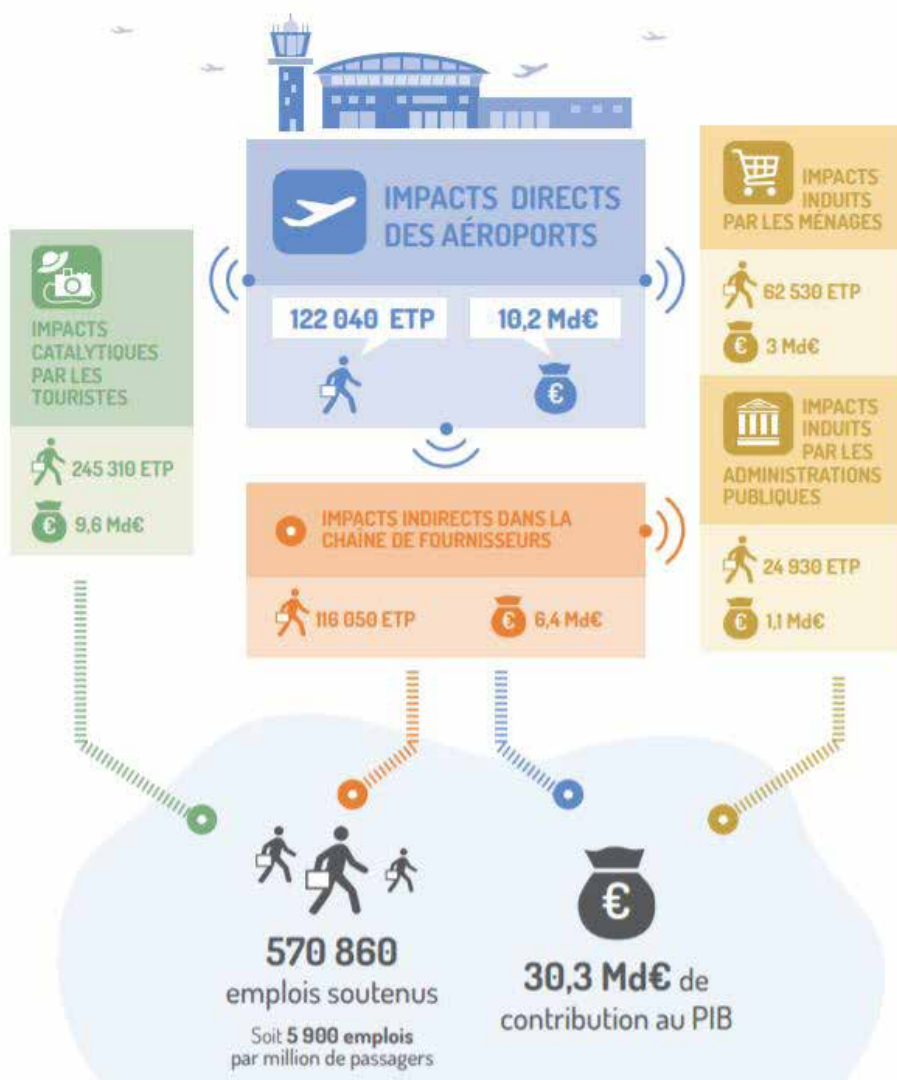 IMPACTS DIRECTS
DES AÉROPORTS
122 040 ETP
10,2 Md€
€
IMPACTS
CATALYTIQUES
PAR LES
TOURISTES
245 310 ETP
€ 9,6 Md€
IMPACTS INDIRECTS DANS LA
CHAÎNE DE FOURNISSEURS
116 050 ETP
€ 6,4 Md€
IMPACTS
INDUITS
PAR LES MÉNAGES
62 530 ETP
€ 3 Md€
IMPACTS
INDUITS
PAR LES
ADMINISTRATIONS
PUBLIQUES
24 930 ETP
€ 1,1 Md€
570 860
emplois soutenus
Soit 5 900 emplois
par million de passagers
€
30,3 Md€ de
contribution au PIB